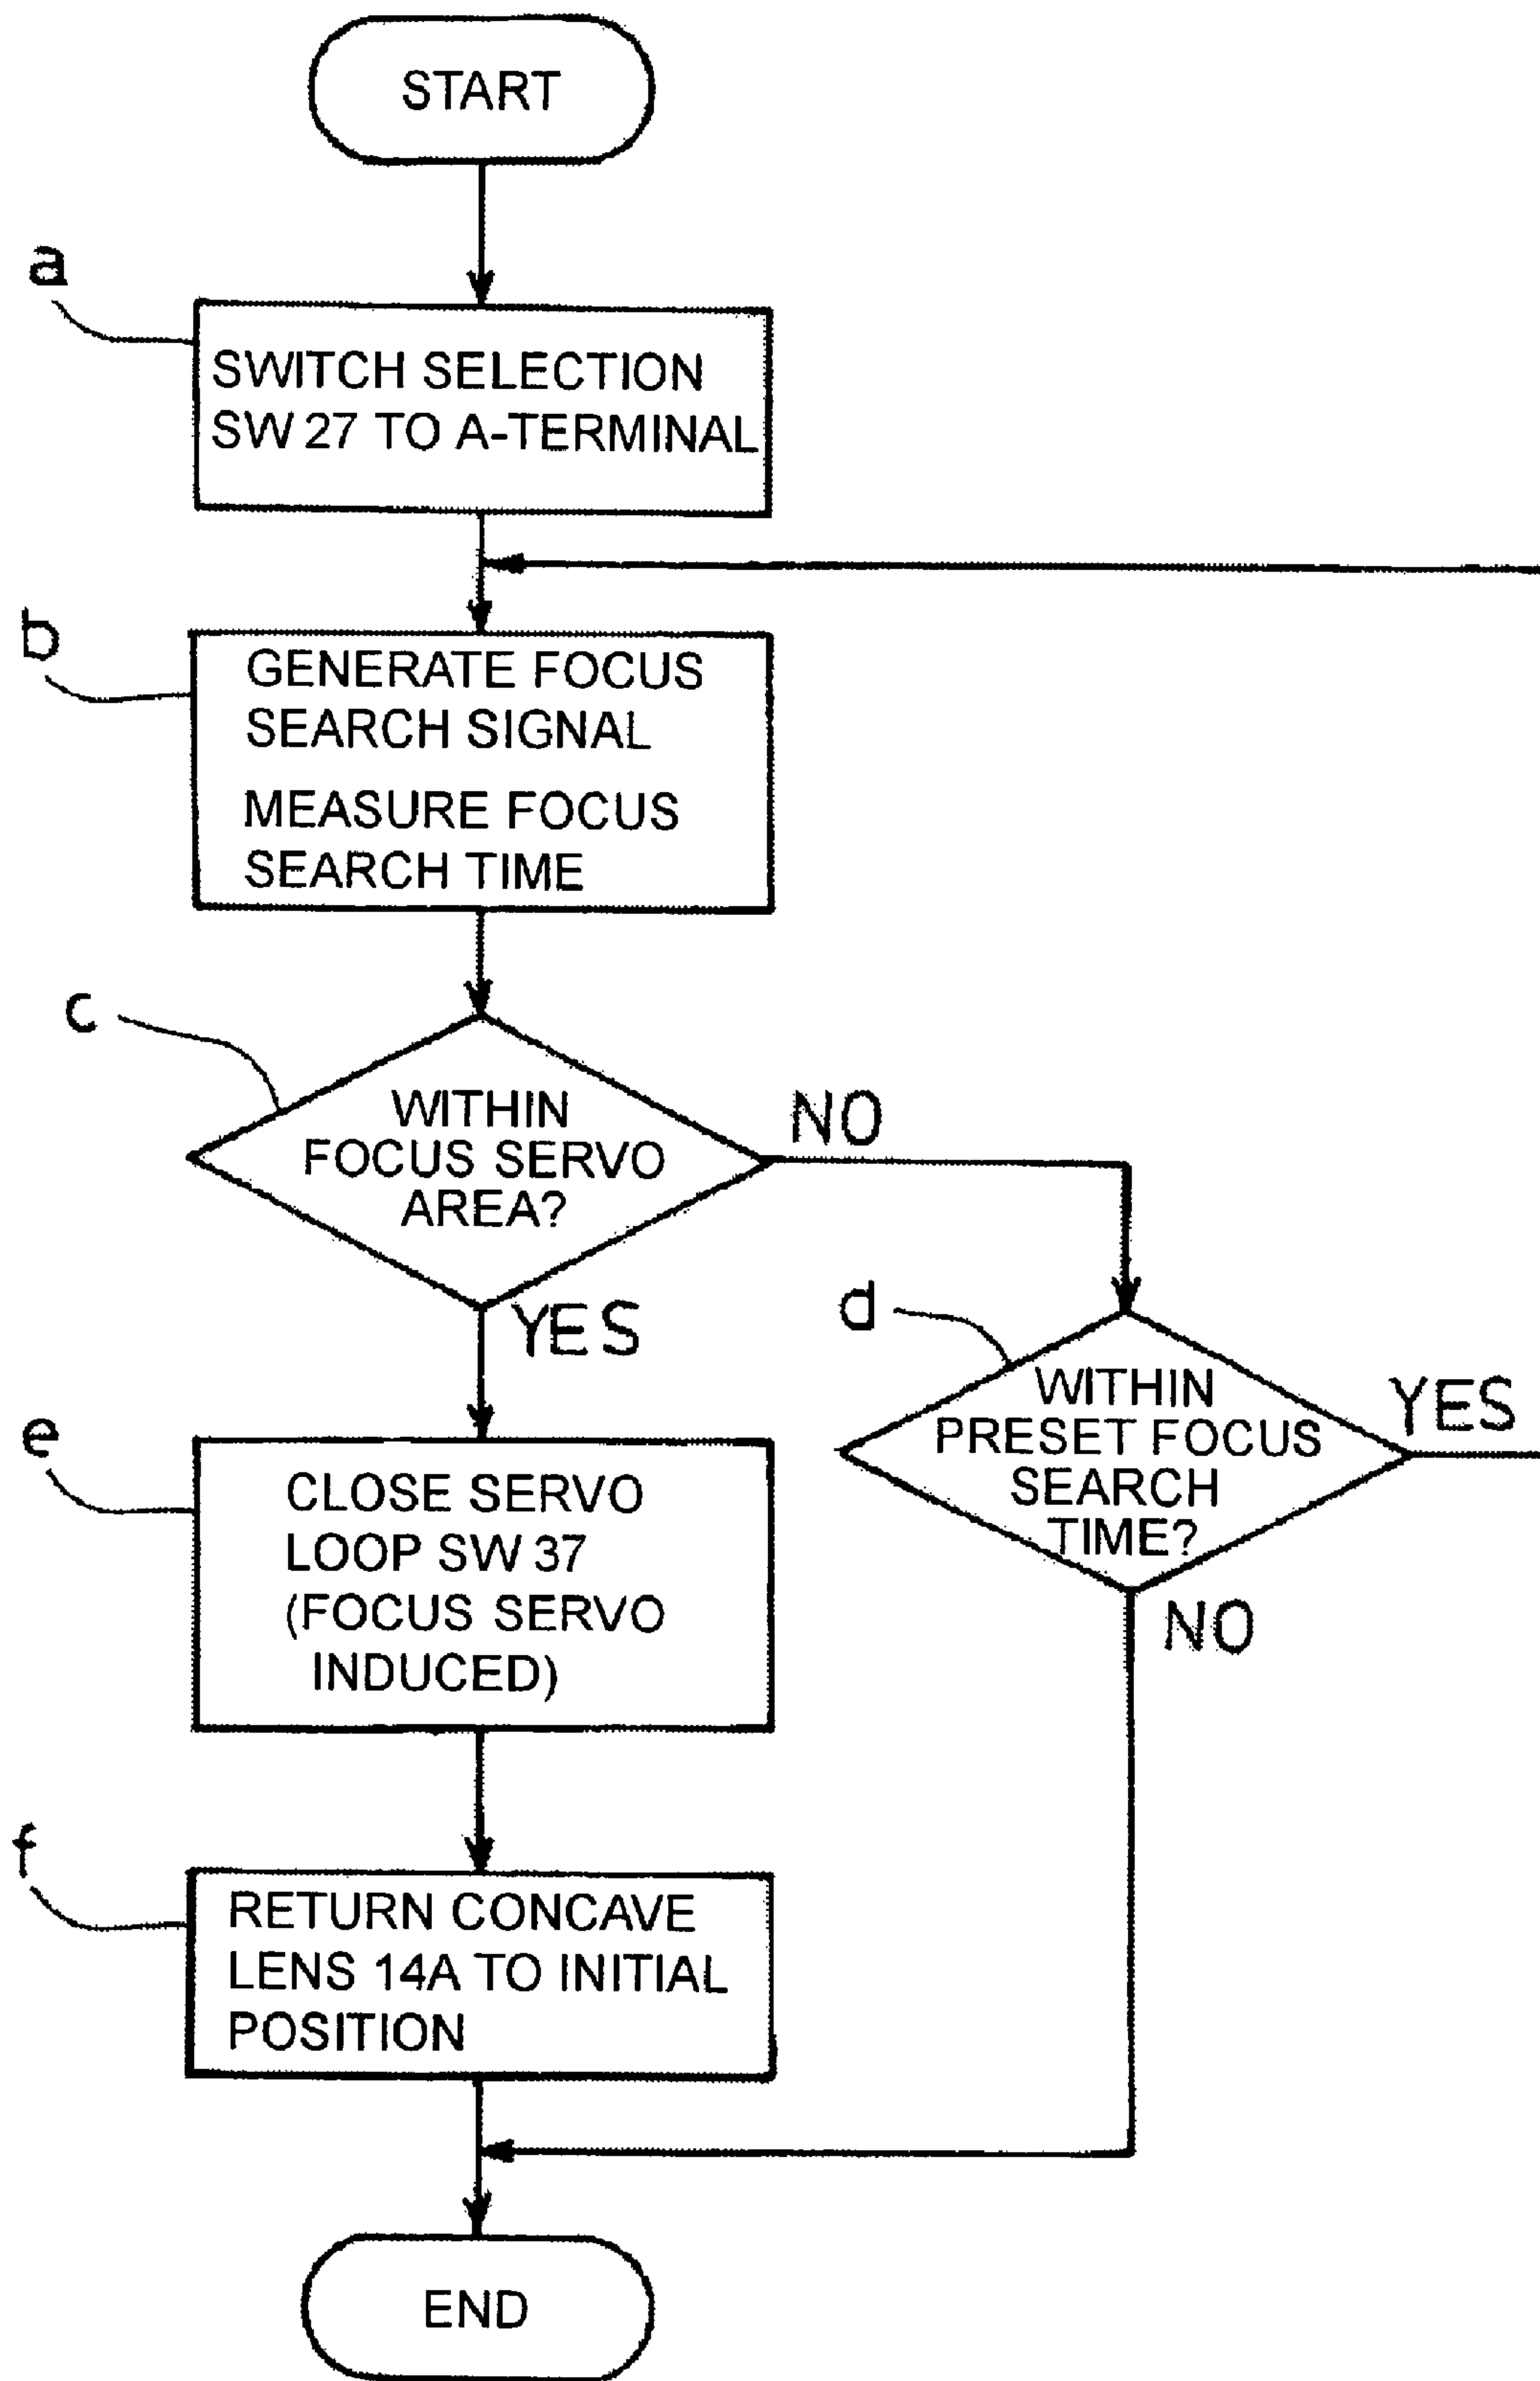 START
a
SWITCH SELECTION
SW 27 TO A-TERMINAL
b
GENERATE FOCUS
SEARCH SIGNAL
MEASURE FOCUS
SEARCH TIME
c
WITHIN
FOCUS SERVO
AREA?
NO
YES
d
WITHIN
PRESET FOCUS
SEARCH
TIME?
YES
NO
e
CLOSE SERVO
LOOP SW 37
(FOCUS SERVO
INDUCED)
f
RETURN CONCAVE
LENS 14A TO INITIAL
POSITION
END